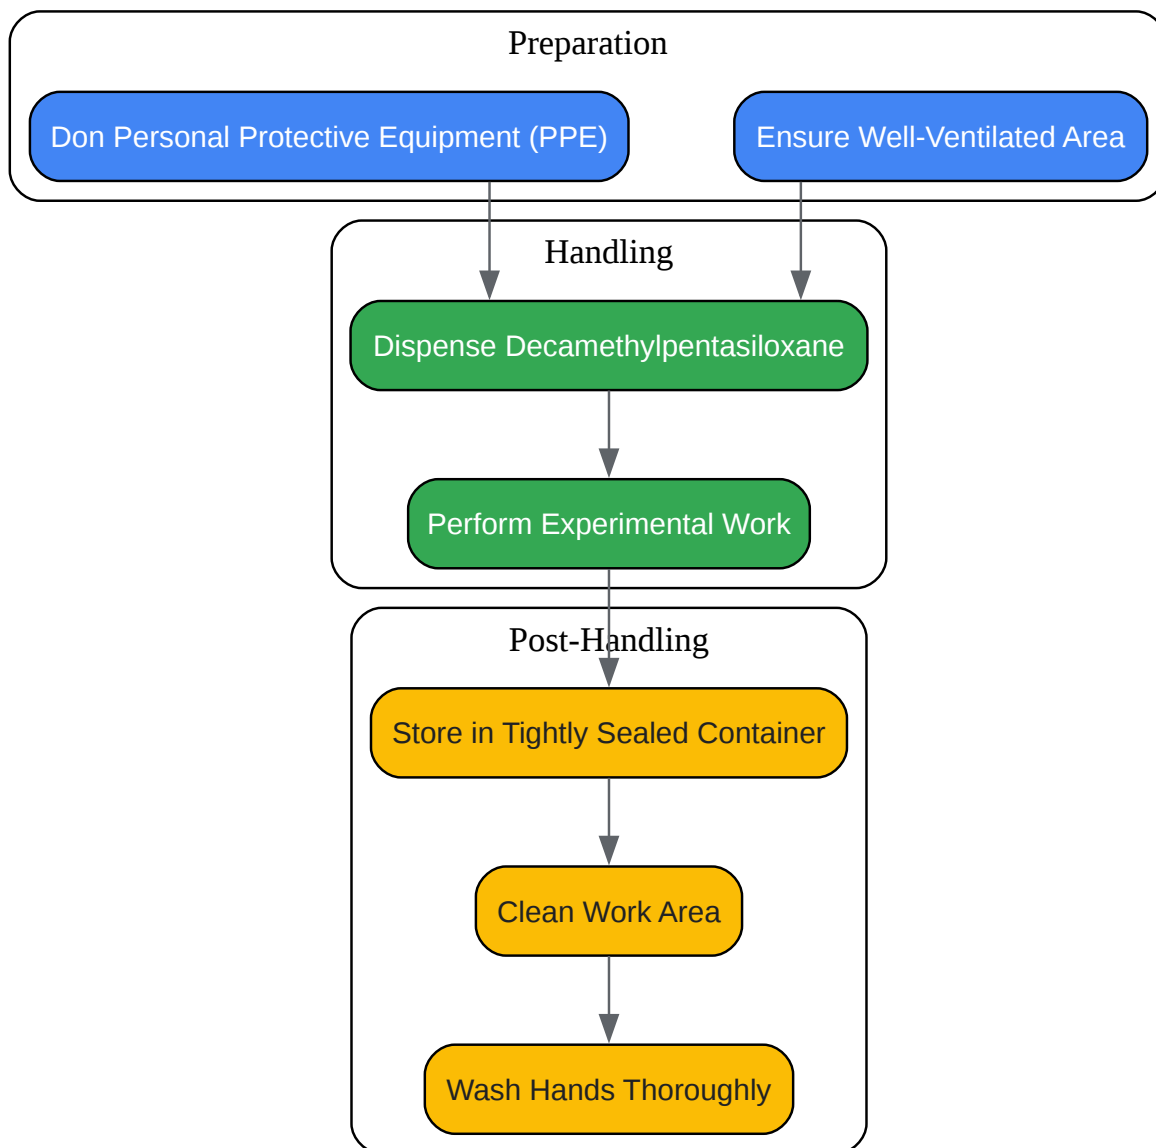 Preparation
Don Personal Protective Equipment (PPE)
Ensure Well-Ventilated Area
Handling
Dispense Decamethylpentasiloxane
Perform Experimental Work
Post-Handling
Store in Tightly Sealed Container
Clean Work Area
Wash Hands Thoroughly